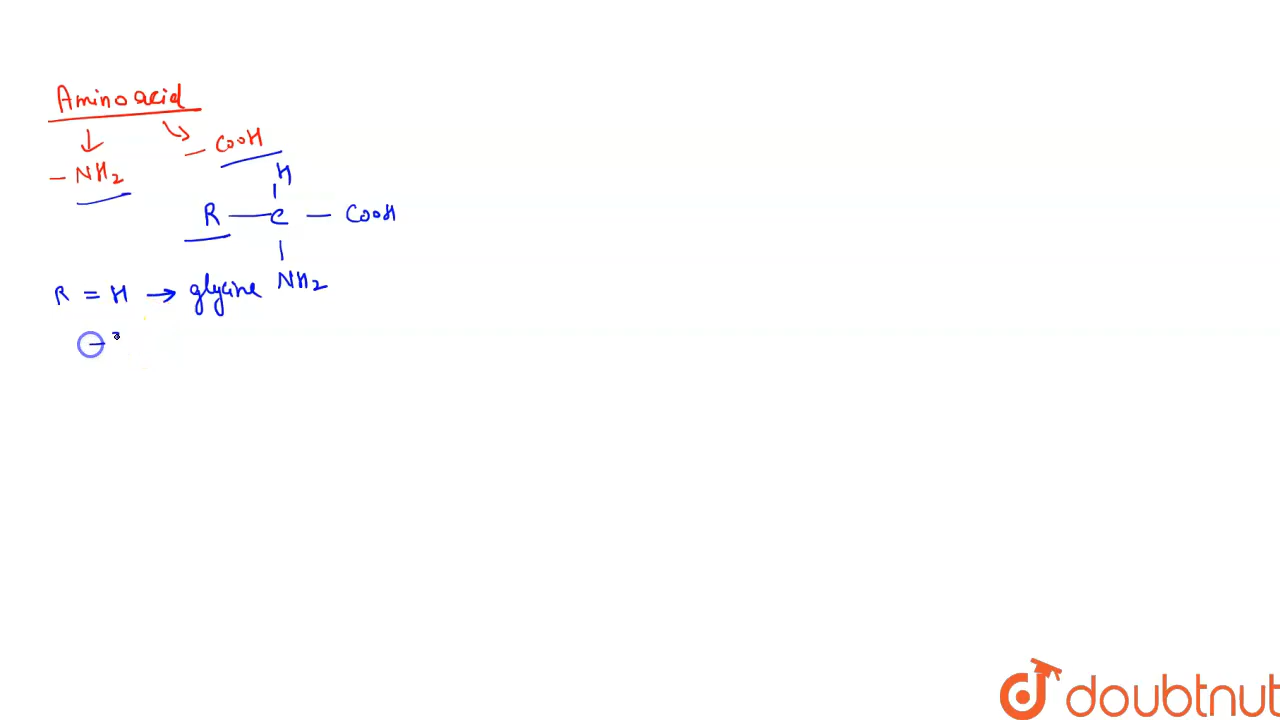 Aminoacid
- COOH
- NH2
H
R - C - COOH
NH2
R = H → glycine
doubtnut